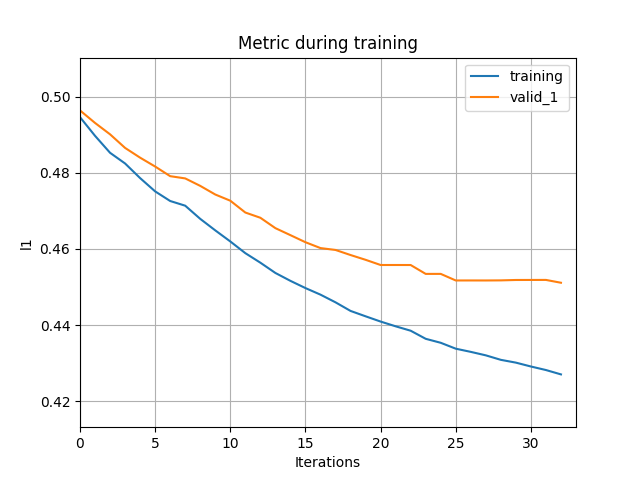 Metric during training
training
valid_1
0.50
0.48
0.46
0.44
0.42
l1
0 5 10 15 20 25 30
Iterations